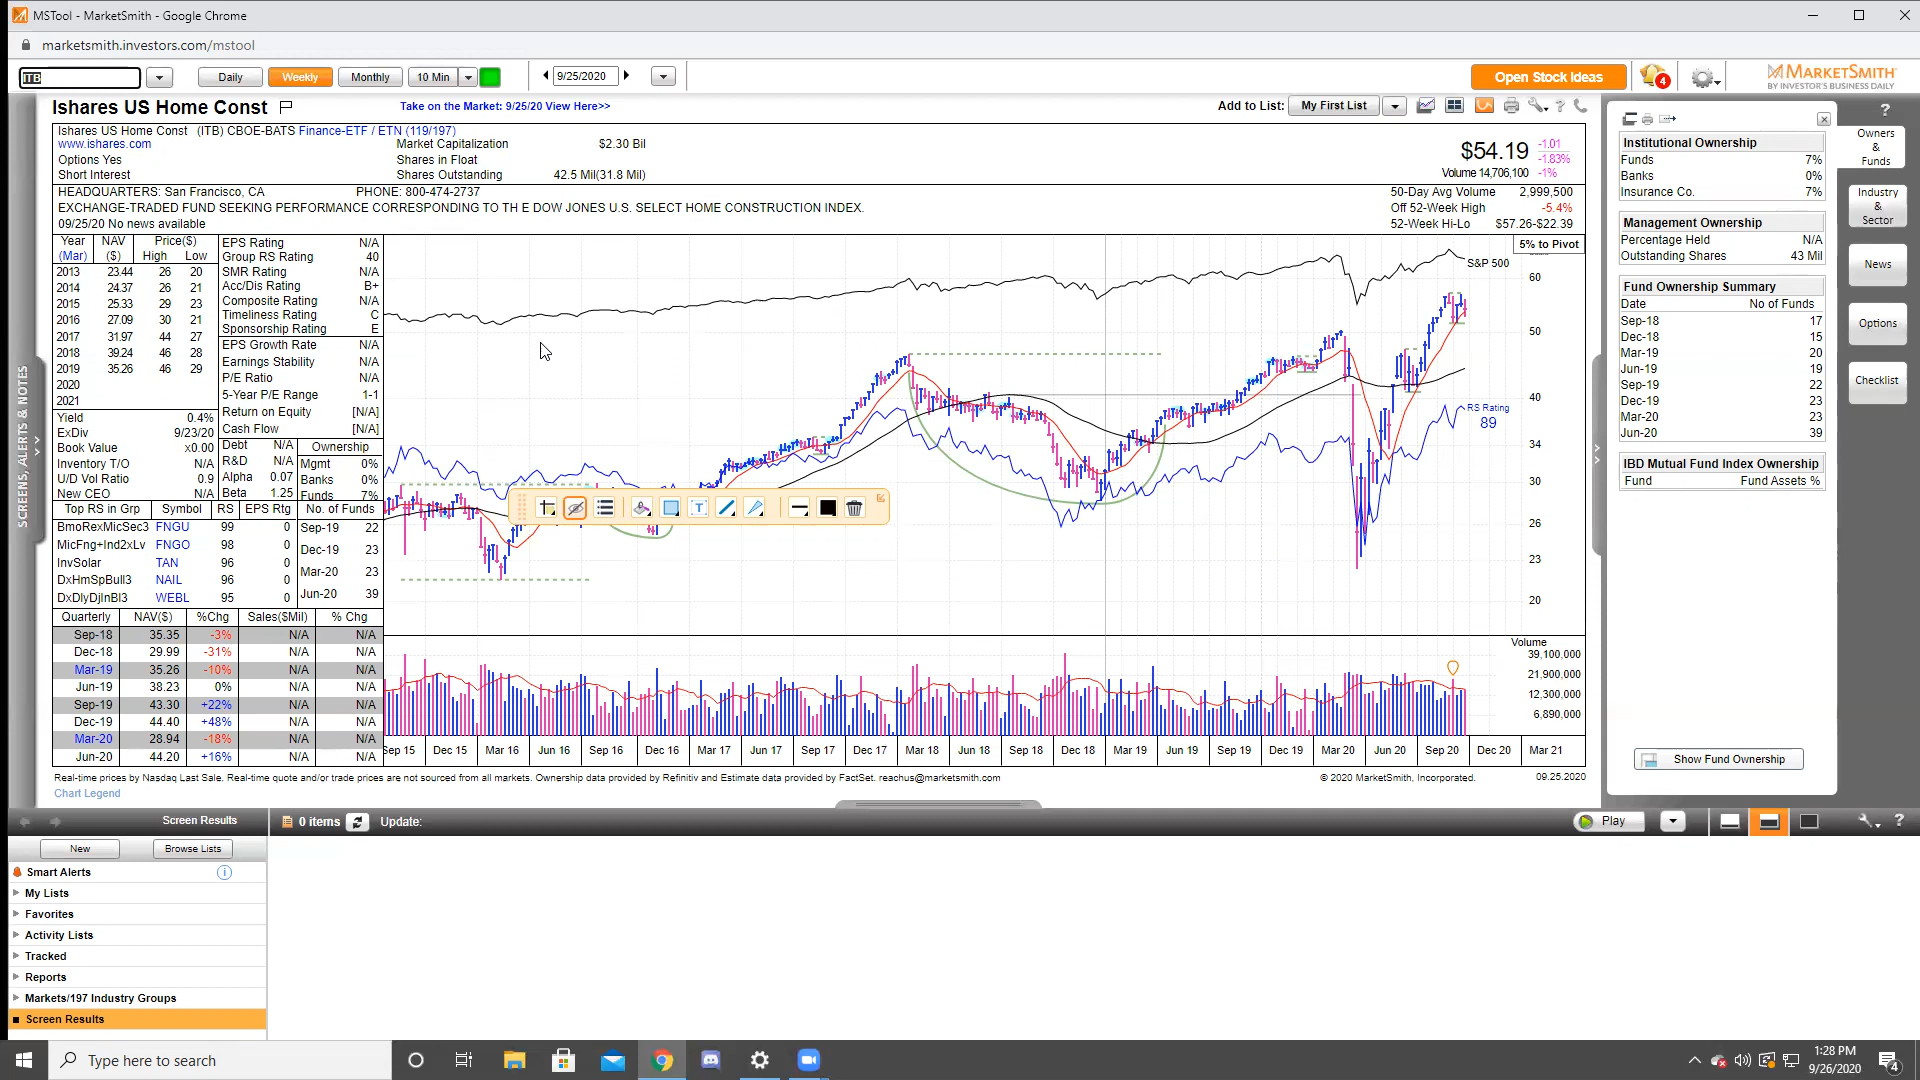 MSTool - MarketSmith - Google Chrome
marketsmith.investors.com/mstool
ITB
Daily
Weekly
Monthly
10 Min
9/25/2020
Open Stock Ideas
4
MARKETSMITH
BY INVESTOR'S BUSINESS DAILY
Ishares US Home Const
Take on the Market: 9/25/20 View Here>>
Add to List:
My First List
Ishares US Home Const (ITB) CBOE-BATS Finance-ETF / ETN (119/197)
www.ishares.com
Market Capitalization $2.30 Bil
Options Yes
Shares in Float
Short Interest
Shares Outstanding 42.5 Mil(31.8 Mil)
$54.19 -1.01
-1.83%
Volume 14,706,100 -1%
HEADQUARTERS: San Francisco, CA PHONE: 800-474-2737
EXCHANGE-TRADED FUND SEEKING PERFORMANCE CORRESPONDING TO TH E DOW JONES U.S. SELECT HOME CONSTRUCTION INDEX.
09/25/20 No news available
50-Day Avg Volume 2,999,500
Off 52-Week High -5.4%
52-Week Hi-Lo $57.26-$22.39
Year NAV Price($)
(Mar) ($) High Low
2013 23.44 26 20
2014 24.37 26 21
2015 25.33 29 23
2016 27.09 30 21
2017 31.97 44 27
2018 39.24 46 28
2019 35.26 46 29
2020
2021
Yield 0.4%
ExDiv 9/23/20
Book Value x0.00
Inventory T/O N/A
U/D Vol Ratio 0.9
New CEO N/A
EPS Rating N/A
Group RS Rating 40
SMR Rating N/A
Acc/Dis Rating B+
Composite Rating N/A
Timeliness Rating C
Sponsorship Rating E
EPS Growth Rate N/A
Earnings Stability N/A
P/E Ratio N/A
5-Year P/E Range 1-1
Return on Equity [N/A]
Cash Flow [N/A]
Debt N/A
R&D N/A
Alpha 0.07
Beta 1.25
Ownership
Mgmt 0%
Banks 0%
Funds 7%
Top RS in Grp Symbol RS EPS Rtg
BmoRexMicSec3 FNGU 99 0
MicFng+Ind2xLv FNGO 98 0
InvSolar TAN 96 0
DxHmSpBull3 NAIL 96 0
DxDlyDjInBl3 WEBL 95 0
No. of Funds
Sep-19 22
Dec-19 23
Mar-20 23
Jun-20 39
Quarterly NAV($) %Chg Sales($Mil) % Chg
Sep-18 35.35 -3% N/A N/A
Dec-18 29.99 -31% N/A N/A
Mar-19 35.26 -10% N/A N/A
Jun-19 38.23 0% N/A N/A
Sep-19 43.30 +22% N/A N/A
Dec-19 44.40 +48% N/A N/A
Mar-20 28.94 -18% N/A N/A
Jun-20 44.20 +16% N/A N/A
5% to Pivot
S&P 500
60
50
40
34
30
26
23
20
RS Rating
89
T
Volume
39,100,000
21,900,000
12,300,000
6,890,000
Sep 15 Dec 15 Mar 16 Jun 16 Sep 16 Dec 16 Mar 17 Jun 17 Sep 17 Dec 17 Mar 18 Jun 18 Sep 18 Dec 18 Mar 19 Jun 19 Sep 19 Dec 19 Mar 20 Jun 20 Sep 20 Dec 20 Mar 21
Real-time prices by Nasdaq Last Sale. Real-time quote and/or trade prices are not sourced from all markets. Ownership data provided by Refinitiv and Estimate data provided by FactSet. reachus@marketsmith.com
© 2020 MarketSmith, Incorporated.
09.25.2020
Chart Legend
SCREENS, ALERTS & NOTES
Institutional Ownership
Funds 7%
Banks 0%
Insurance Co. 7%
Management Ownership
Percentage Held N/A
Outstanding Shares 43 Mil
Fund Ownership Summary
Date No of Funds
Sep-18 17
Dec-18 15
Mar-19 20
Jun-19 19
Sep-19 22
Dec-19 23
Mar-20 23
Jun-20 39
IBD Mutual Fund Index Ownership
Fund Fund Assets %
Show Fund Ownership
?
Owners
&
Funds
Industry
&
Sector
News
Options
Checklist
Screen Results
0 items
Update:
Play
?
New
Browse Lists
Smart Alerts
i
My Lists
Favorites
Activity Lists
Tracked
Reports
Markets/197 Industry Groups
Screen Results
Type here to search
1:28 PM
9/26/2020
4